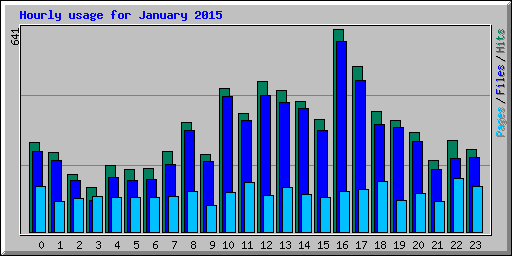 Hourly usage for January 2015
641
Pages / Files / Hits
0 1 2 3 4 5 6 7 8 9 10 11 12 13 14 15 16 17 18 19 20 21 22 23